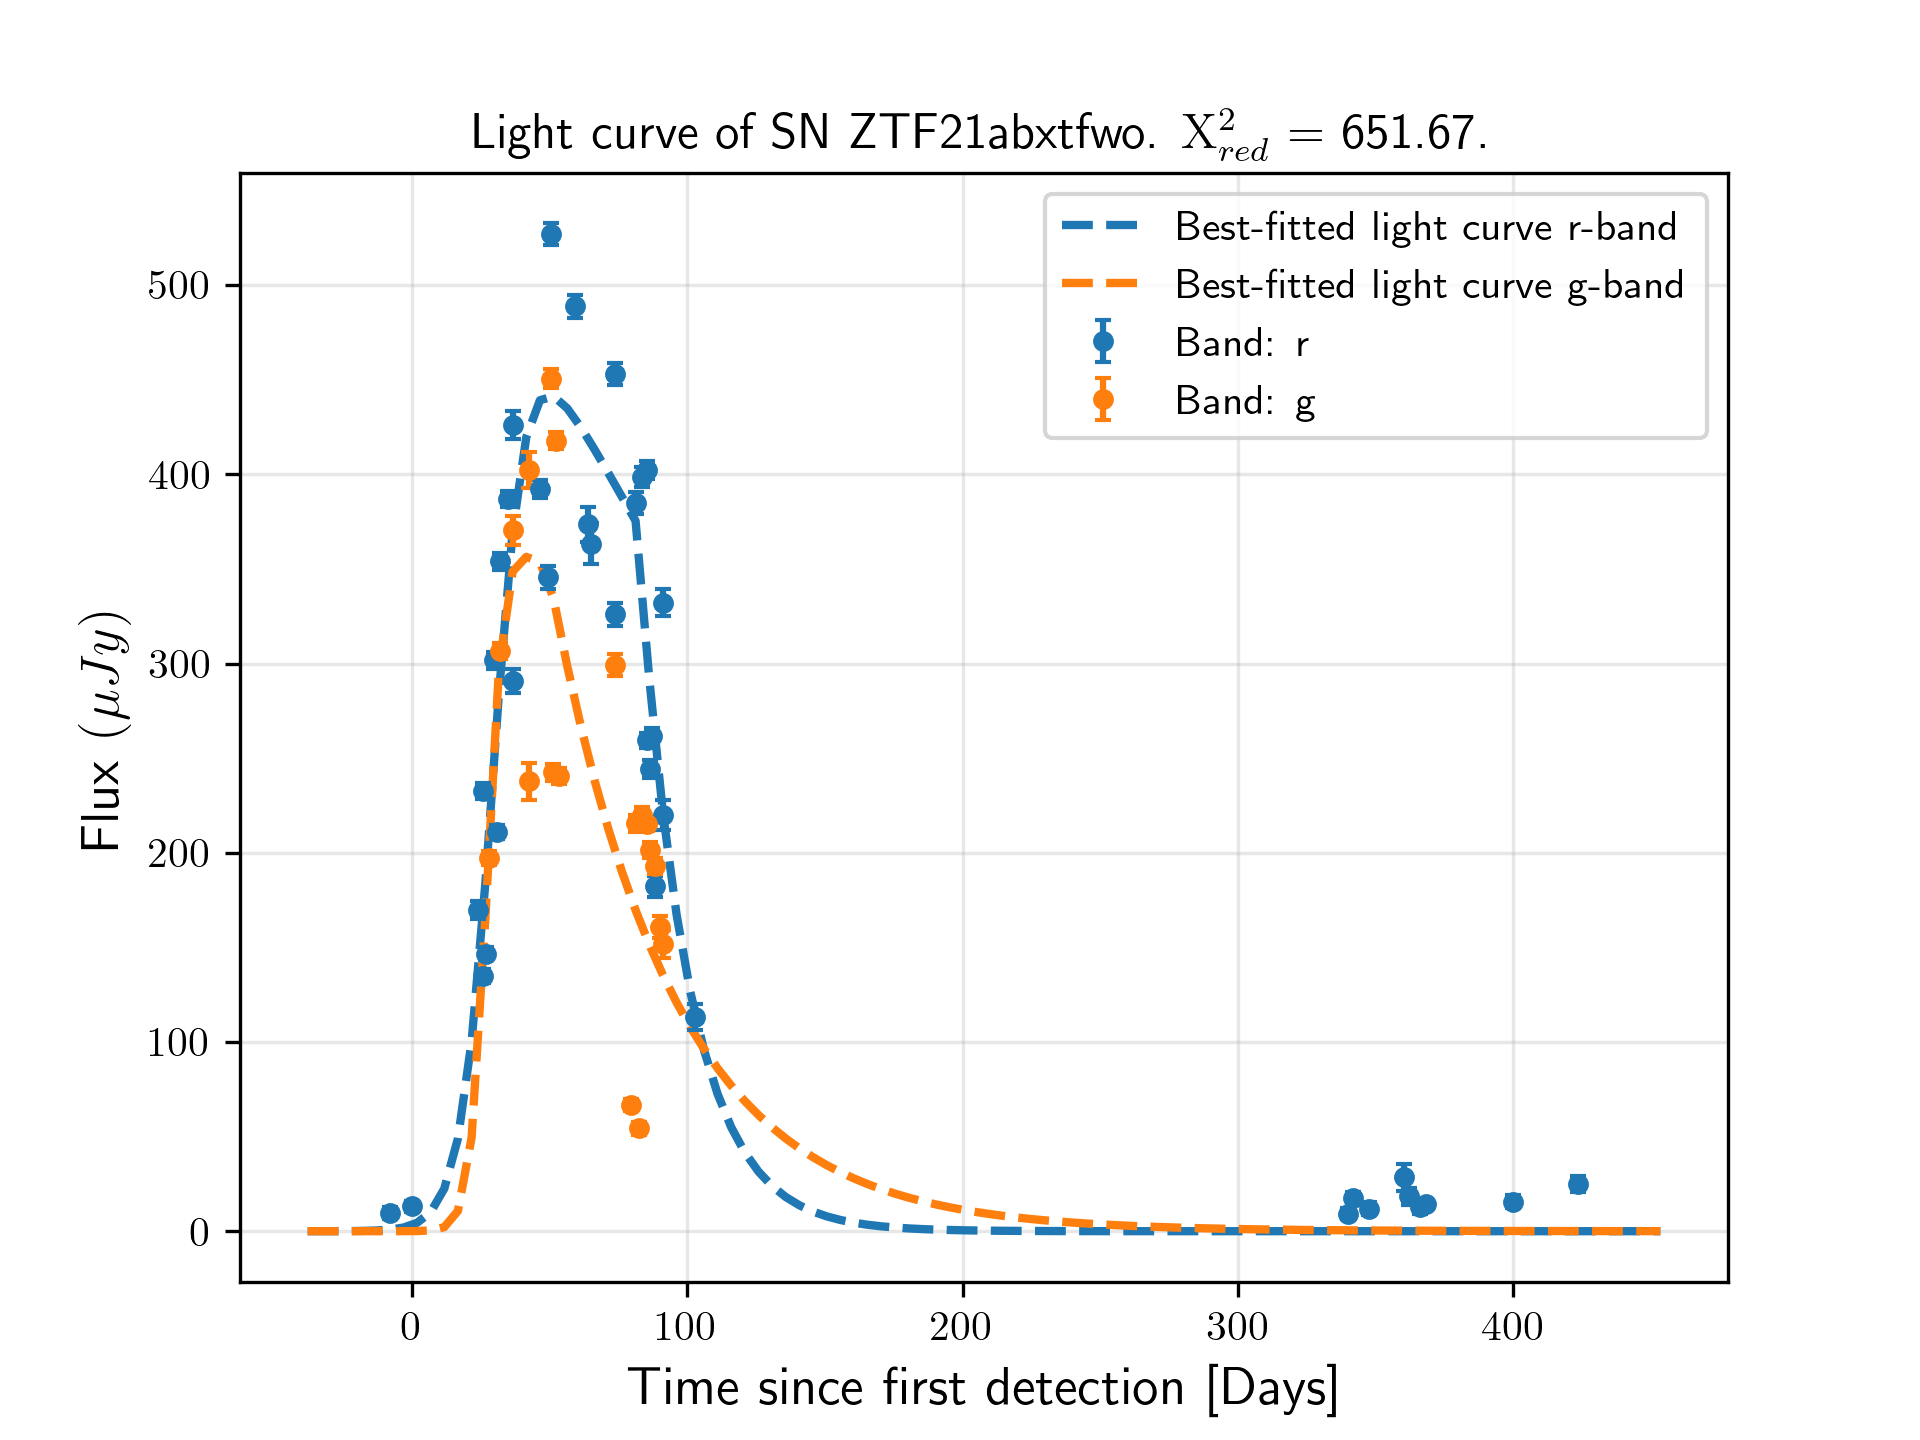 Light curve of SN ZTF21abxtfwo. X²red = 651.67.
Best-fitted light curve r-band
Best-fitted light curve g-band
Band: r
Band: g
Flux (μJy)
500
400
300
200
100
0
0 100 200 300 400
Time since first detection [Days]